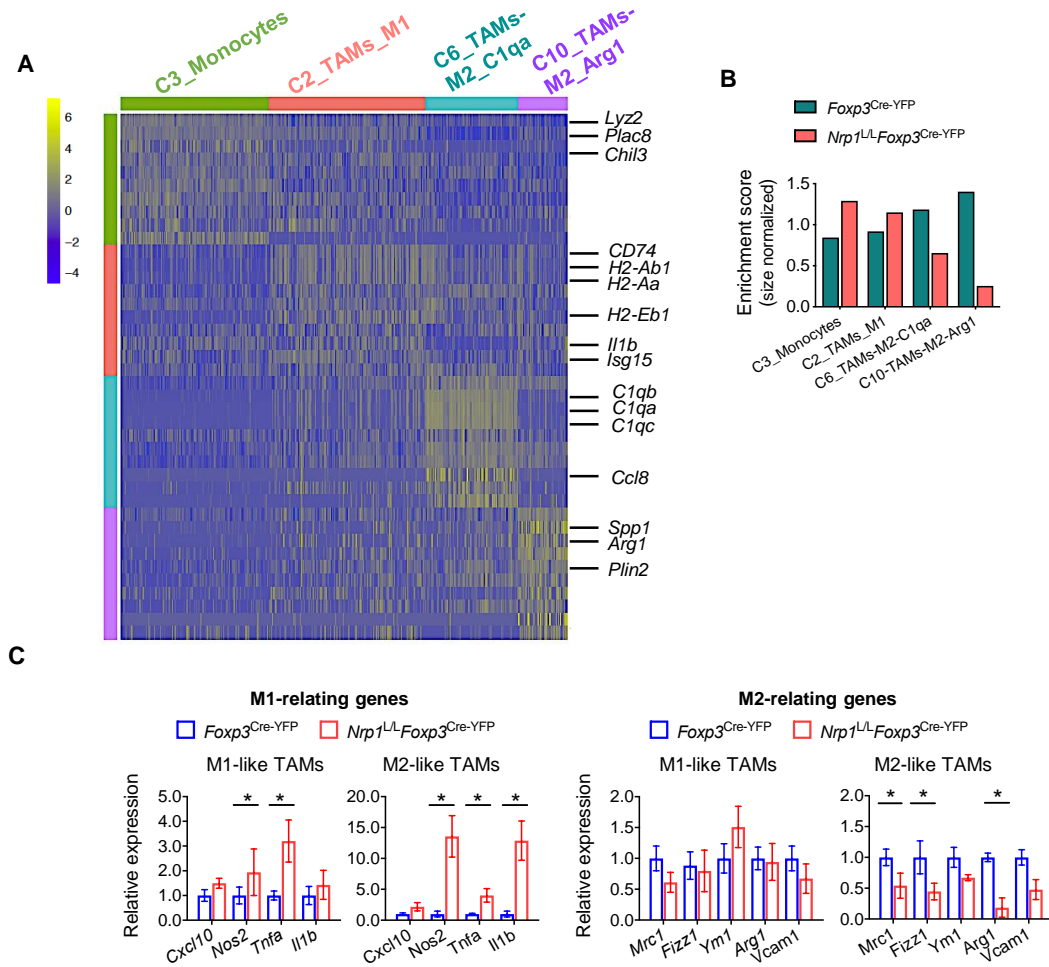 A
C3_Monocytes
C2_TAMs_M1
C6_TAMs-
M2_C1qa
C10_TAMs-
M2_Arg1
6
4
2
0
−2
−4
Lyz2
Plac8
Chil3
CD74
H2-Ab1
H2-Aa
H2-Eb1
Il1b
Isg15
C1qb
C1qa
C1qc
Ccl8
Spp1
Arg1
Plin2
B
Foxp3Cre-YFP
Nrp1L/LFoxp3Cre-YFP
Enrichment score
(size normalized)
1.5
1.0
0.5
0.0
C3_Monocytes
C2_TAMs_M1
C6_TAMs-M2-C1qa
C10-TAMs-M2-Arg1
C
M1-relating genes
Foxp3Cre-YFP
Nrp1L/LFoxp3Cre-YFP
M1-like TAMs
Relative expression
5.0
4.0
3.0
2.0
1.0
0.0
* *
Cxcl10
Nos2
Tnfa
Il1b
M2-like TAMs
20.0
15.0
10.0
5.0
0.0
* * *
Cxcl10
Nos2
Tnfa
Il1b
M2-relating genes
Foxp3Cre-YFP
Nrp1L/LFoxp3Cre-YFP
M1-like TAMs
Relative expression
2.0
1.5
1.0
0.5
0.0
Mrc1
Fizz1
Ym1
Arg1
Vcam1
M2-like TAMs
2.0
1.5
1.0
0.5
0.0
* * *
Mrc1
Fizz1
Ym1
Arg1
Vcam1